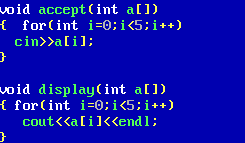 void accept(int a[])
{  for(int i=0;i<5;i++)
  cin>>a[i];
}
void display(int a[])
{ for(int i=0;i<5;i++)
   cout<<a[i]<<endl;
}